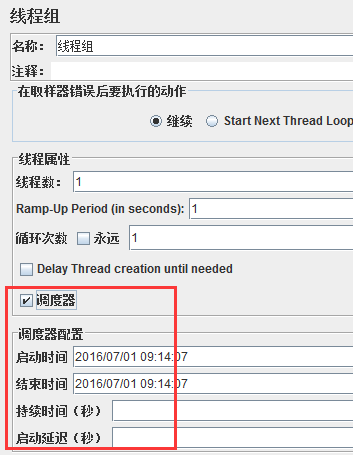 线程组
名称： 线程组
注释：
在取样器错误后要执行的动作
继续 Start Next Thread Loop
线程属性
线程数： 1
Ramp-Up Period (in seconds): 1
循环次数 永远 1
Delay Thread creation until needed
调度器
调度器配置
启动时间 2016/07/01 09:14:07
结束时间 2016/07/01 09:14:07
持续时间（秒）
启动延迟（秒）